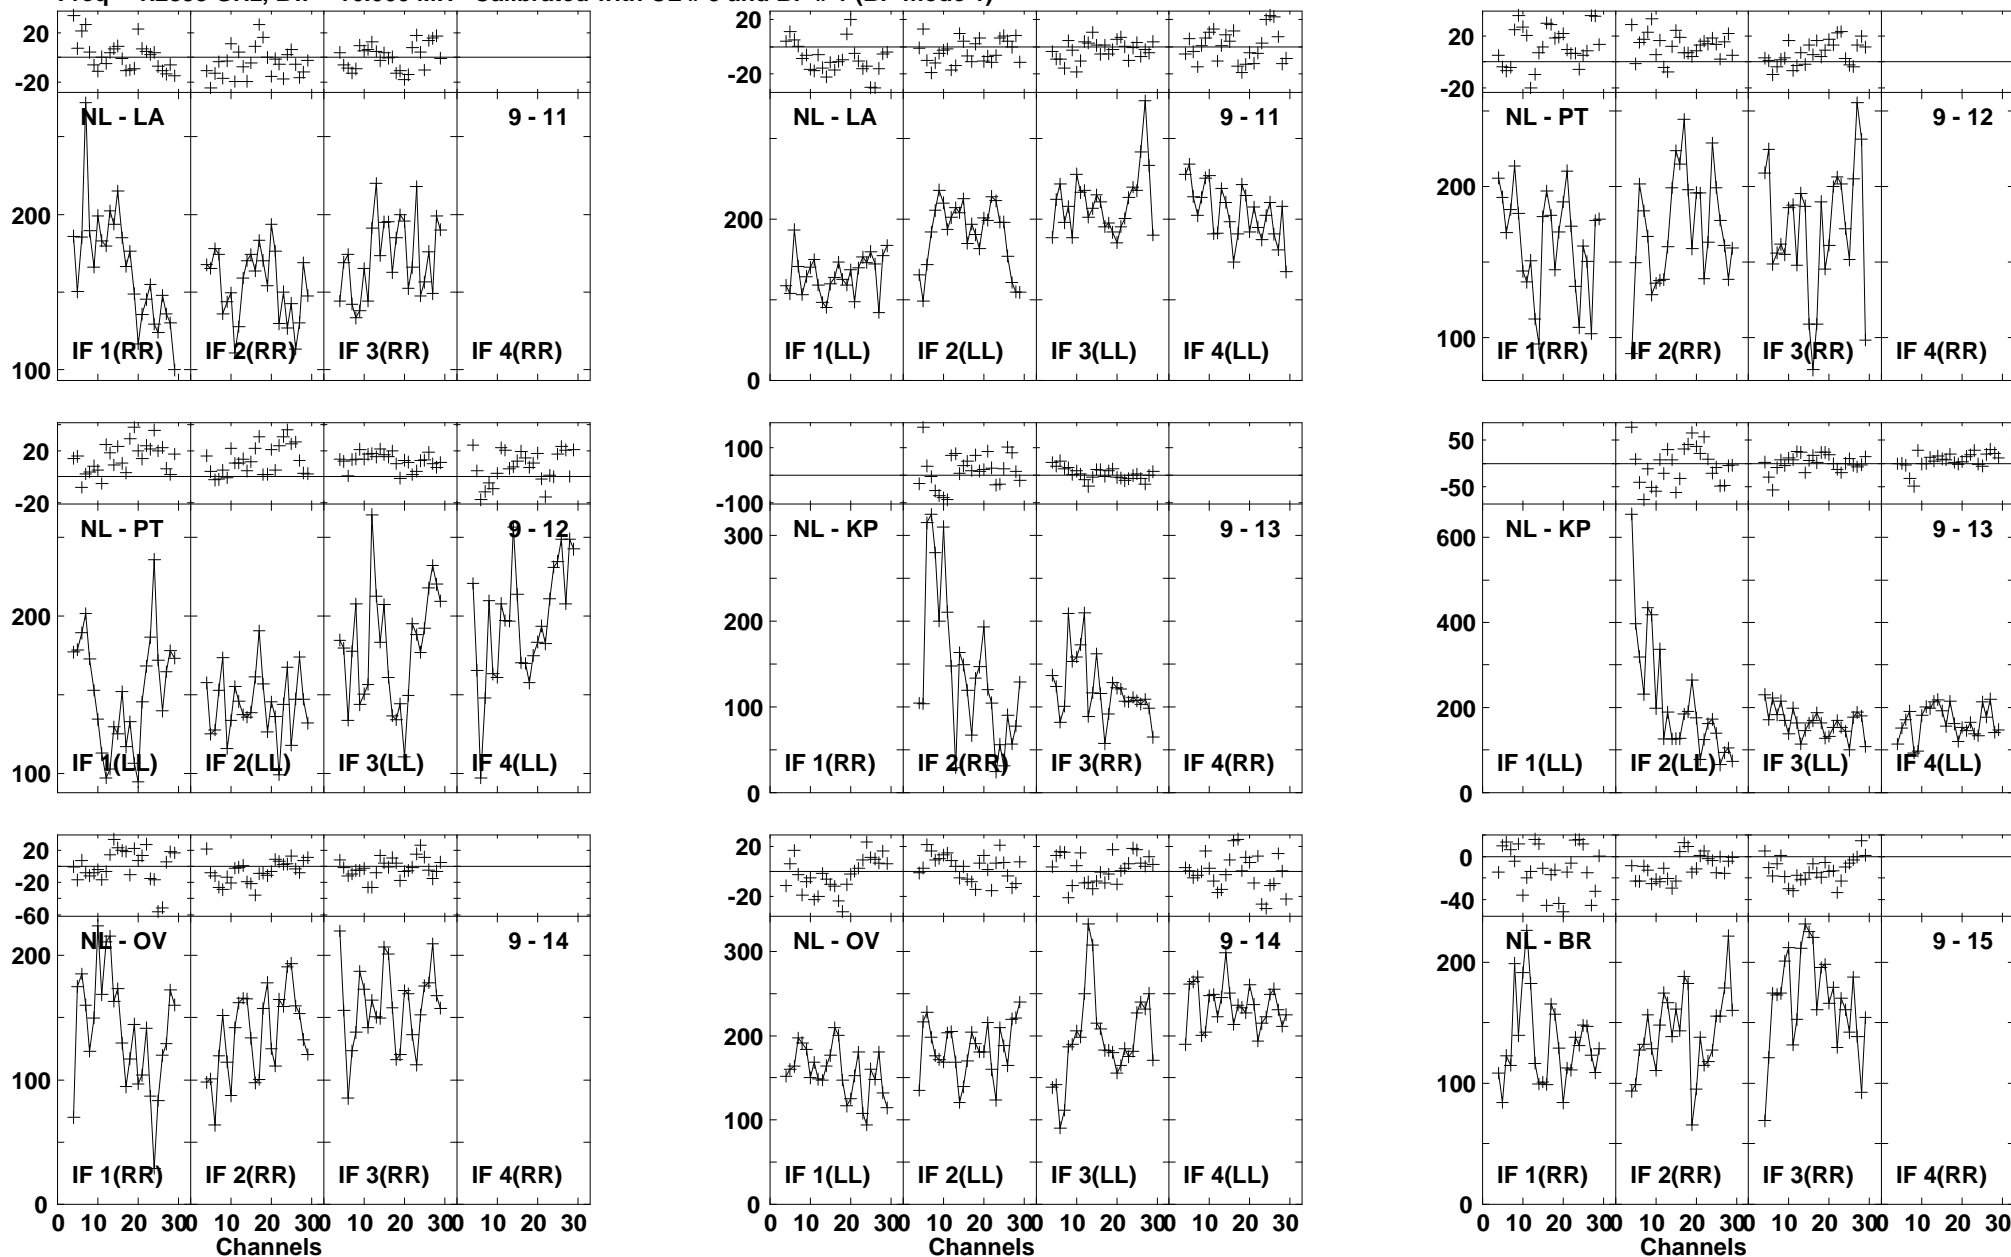 20 20 20
0 0 0
-20 -20 -20
NL - LA 9 - 11 NL - LA 9 - 11 NL - PT 9 - 12
200 200 200
IF 1(RR) IF 2(RR) IF 3(RR) IF 4(RR) IF 1(LL) IF 2(LL) IF 3(LL) IF 4(LL) IF 1(RR) IF 2(RR) IF 3(RR) IF 4(RR)
100 0 100
20 100 50
0 0 0
-20 -100 -50
NL - PT 9 - 12 NL - KP 9 - 13 NL - KP 9 - 13
300 600
200 200 400
100 100 200
IF 1(LL) IF 2(LL) IF 3(LL) IF 4(LL) IF 1(RR) IF 2(RR) IF 3(RR) IF 4(RR) IF 1(LL) IF 2(LL) IF 3(LL) IF 4(LL)
0 0
20 20 0
-20 0 -40
-60 -20
NL - OV 9 - 14 NL - OV 9 - 14 NL - BR 9 - 15
200 300 200
100 200 100
100
IF 1(RR) IF 2(RR) IF 3(RR) IF 4(RR) IF 1(LL) IF 2(LL) IF 3(LL) IF 4(LL) IF 1(RR) IF 2(RR) IF 3(RR) IF 4(RR)
0 0 0
0 10 20 300 10 20 300 10 20 300 10 20 30 0 10 20 300 10 20 300 10 20 300 10 20 30 0 10 20 300 10 20 300 10 20 300 10 20 30
Channels Channels